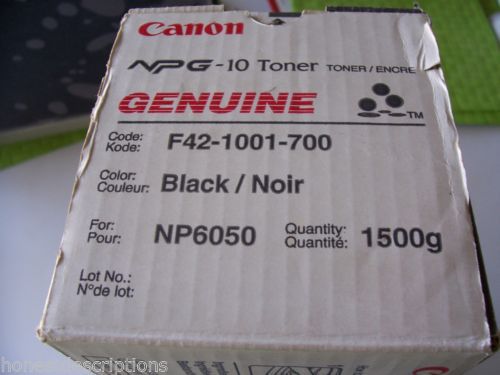 Canon
NPG-10 Toner TONER/ENCRE
GENUINE
TM
Code: F42-1001-700
Kode:
Color: Black / Noir
Couleur:
For: NP6050 Quantity: 1500g
Pour: Quantité:
Lot No.:
N°de lot:
honestdescriptions